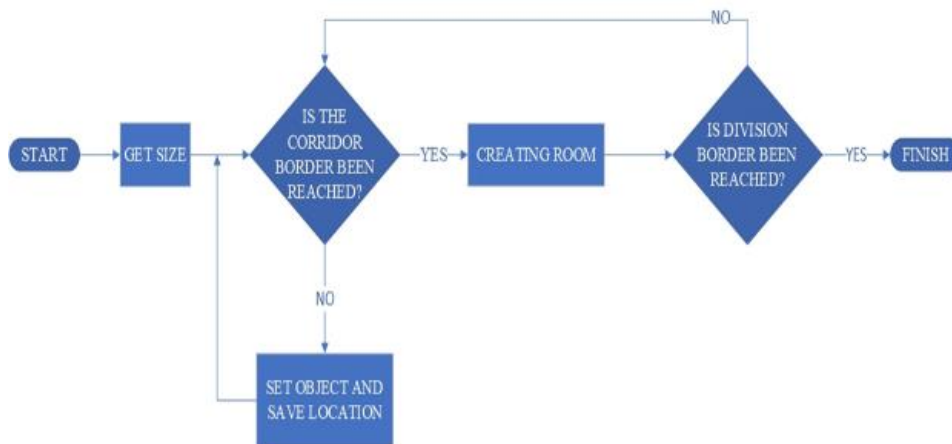 NO
START
GET SIZE
IS THE
CORRIDOR
BORDER BEEN
REACHED?
YES
CREATING ROOM
IS DIVISION
BORDER BEEN
REACHED?
YES
FINISH
NO
SET OBJECT AND
SAVE LOCATION